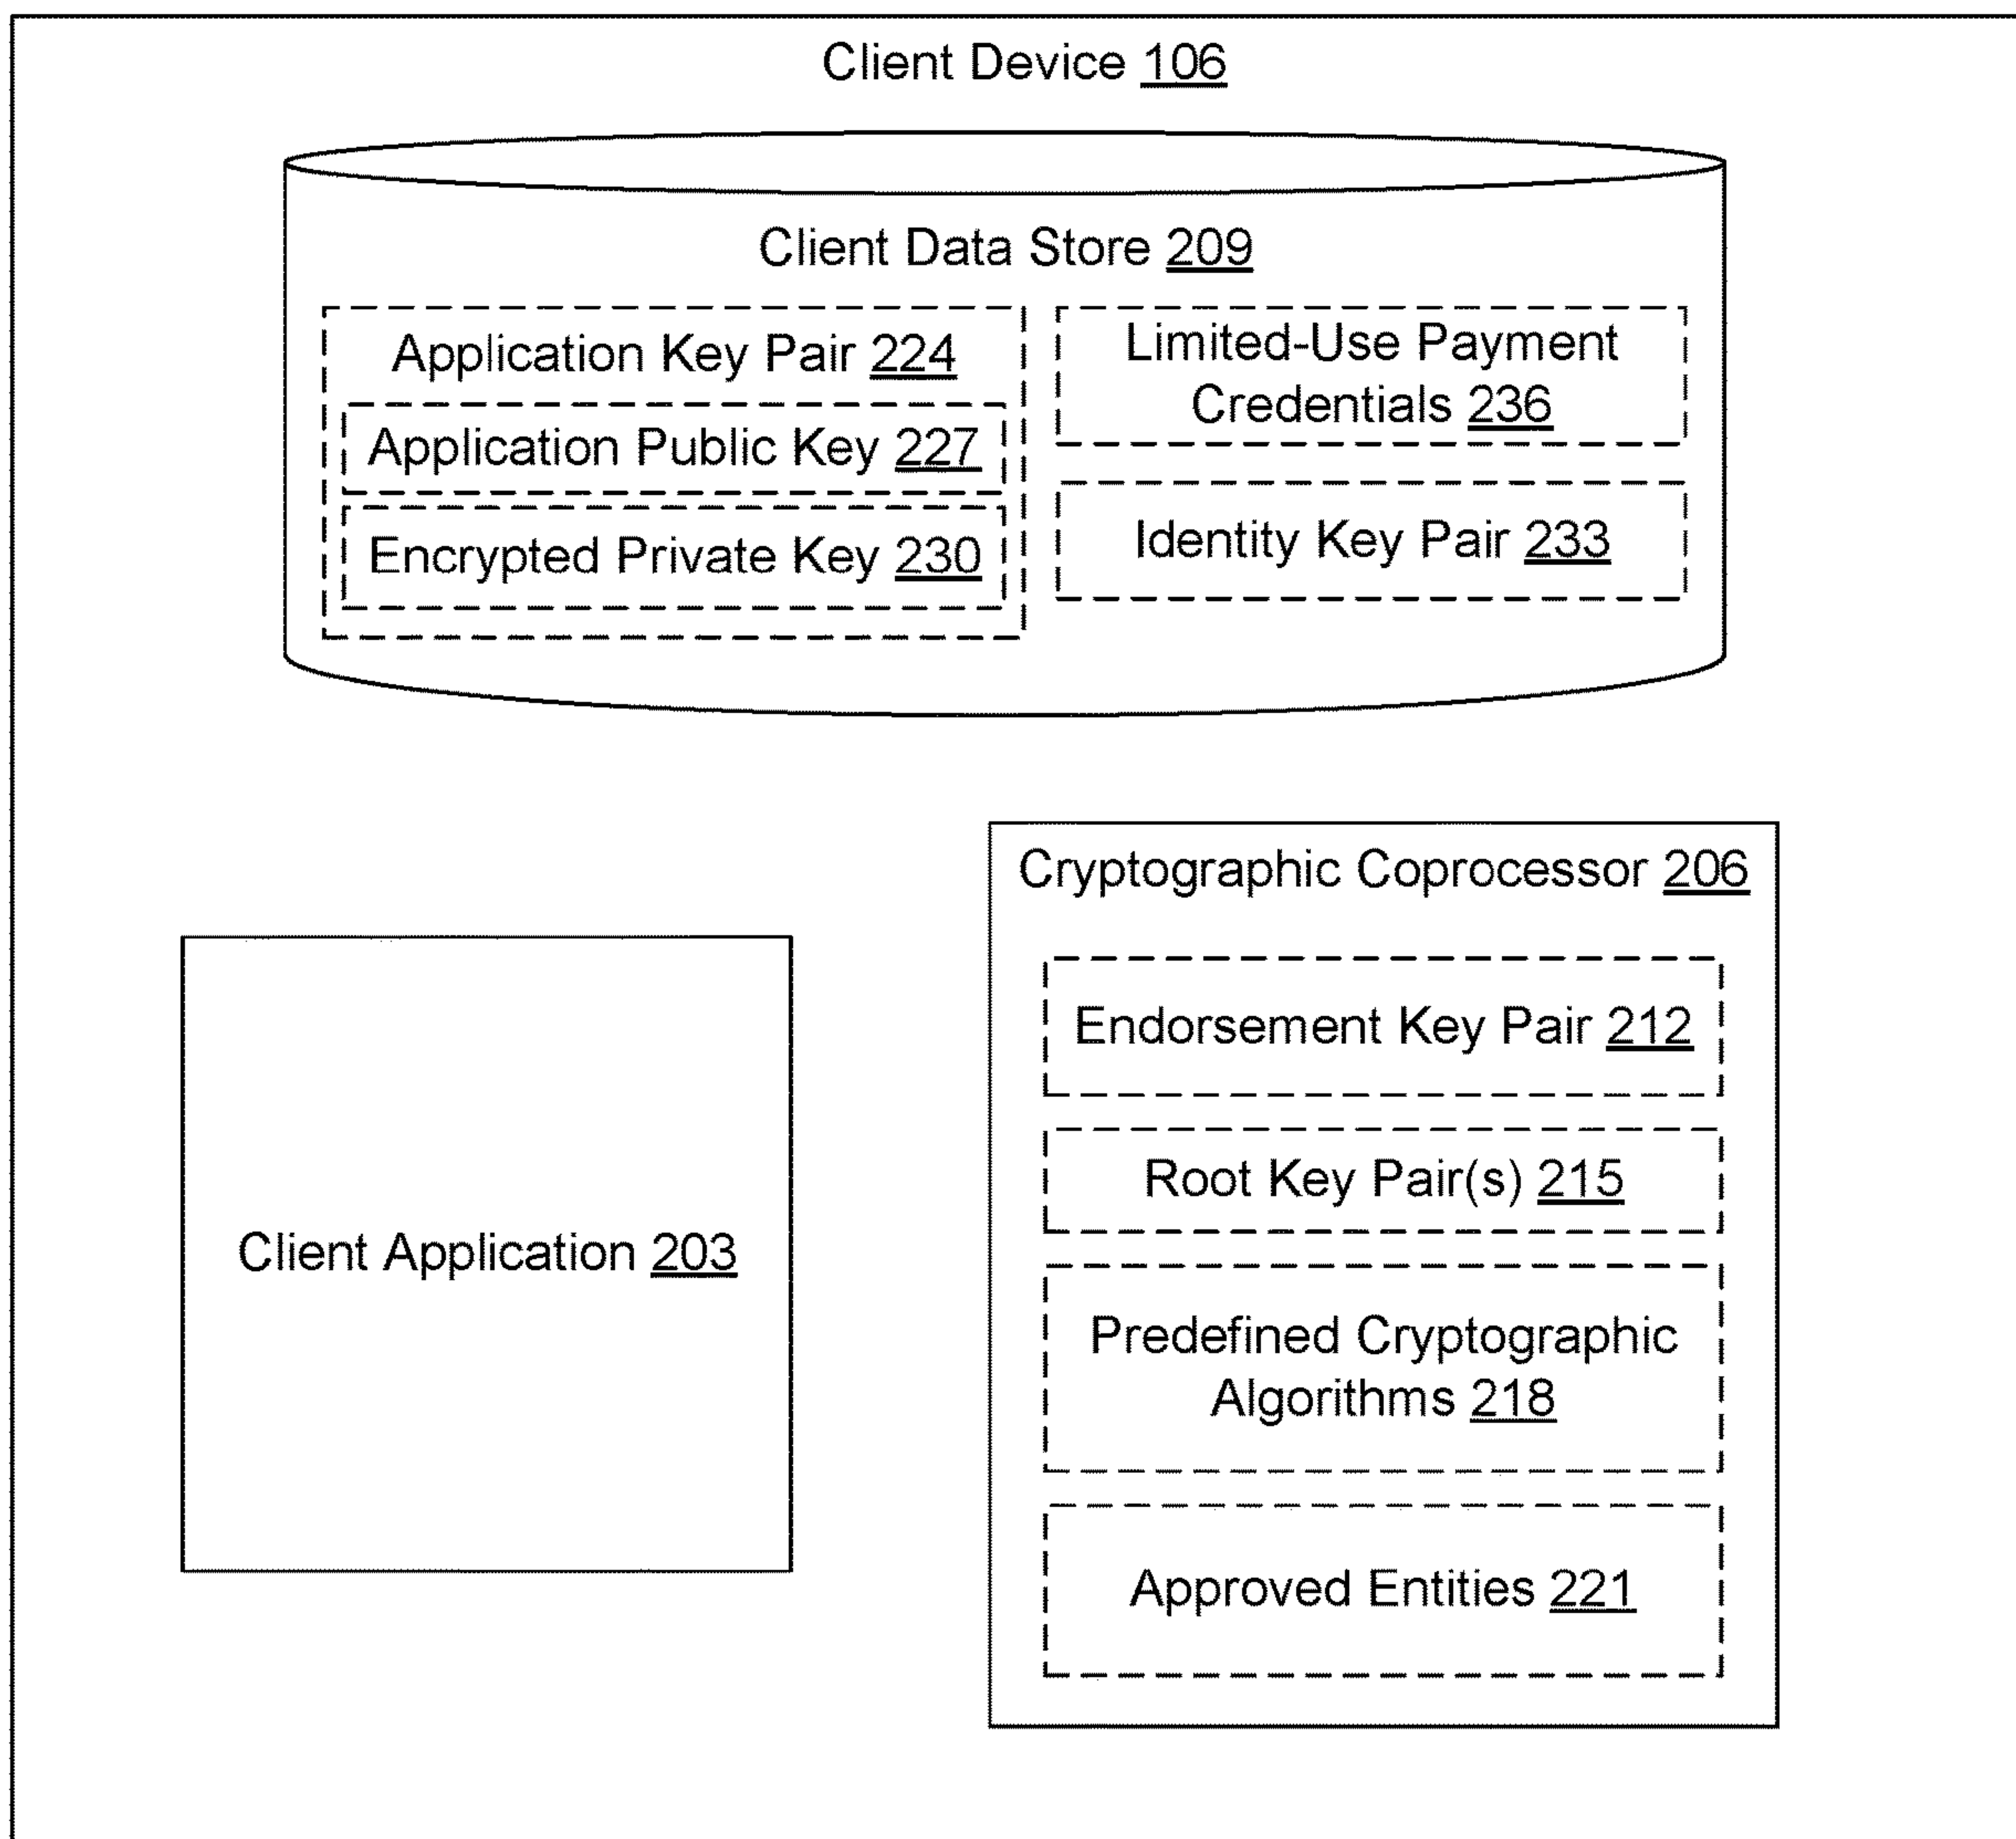 Client Device 106
Client Data Store 209
Application Key Pair 224
Application Public Key 227
Encrypted Private Key 230
Limited-Use Payment
Credentials 236
Identity Key Pair 233
Client Application 203
Cryptographic Coprocessor 206
Endorsement Key Pair 212
Root Key Pair(s) 215
Predefined Cryptographic
Algorithms 218
Approved Entities 221